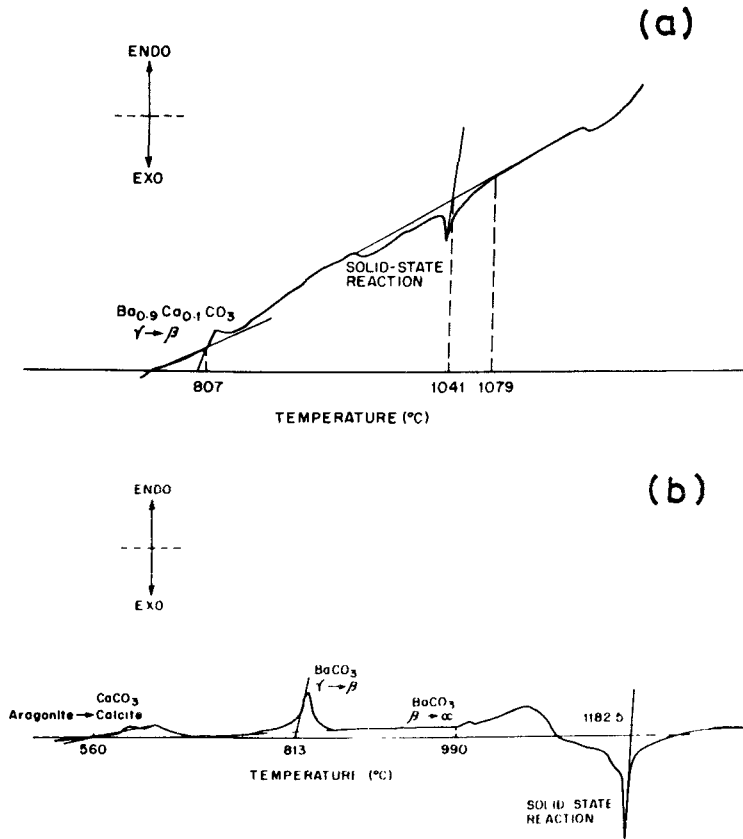 (a)
ENDO
EXO
SOLID-STATE
REACTION
Ba0.9 Ca0.1 CO3
γ → β
807
1041
1079
TEMPERATURE (°C)
(b)
ENDO
EXO
BaCO3
γ → β
CaCO3
Aragonite → Calcite
BaCO3
β → α
1182 5
560
813
990
TEMPERATURE (°C)
SOLID STATE
REACTION